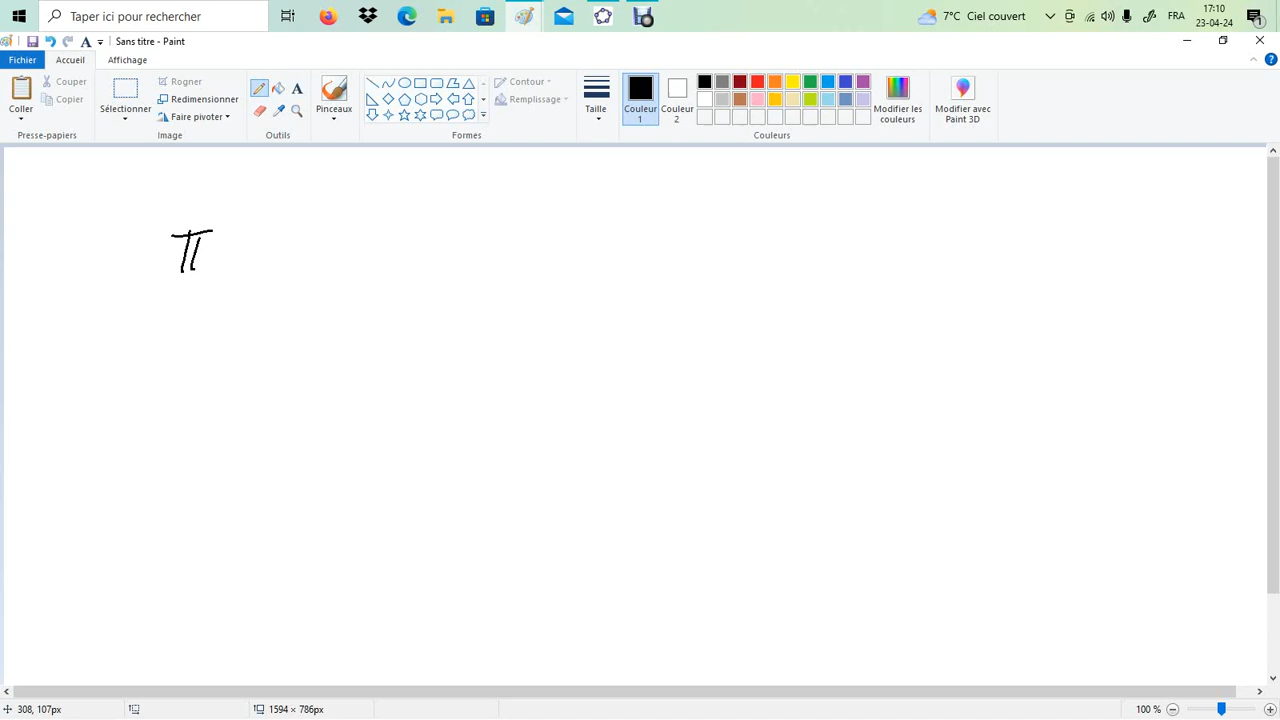 Taper ici pour rechercher
7°C Ciel couvert
FRA
17:10
23-04-24
1
A
Sans titre - Paint
Fichier
Accueil
Affichage
Coller
Couper
Copier
Presse-papiers
Sélectionner
Rogner
Redimensionner
Faire pivoter
Image
A
Outils
Pinceaux
Contour
Remplissage
Formes
Taille
Couleur
1
Couleur
2
Modifier les
couleurs
Couleurs
Modifier avec
Paint 3D
π
308, 107px
1594 × 786px
100 %